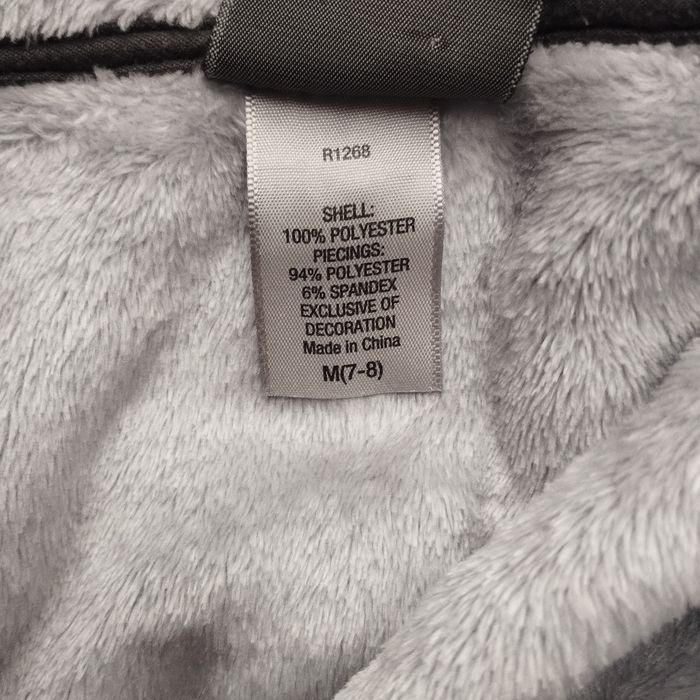 R1268
SHELL:
100% POLYESTER
PIECINGS:
94% POLYESTER
6% SPANDEX
EXCLUSIVE OF
DECORATION
Made in China
M(7-8)